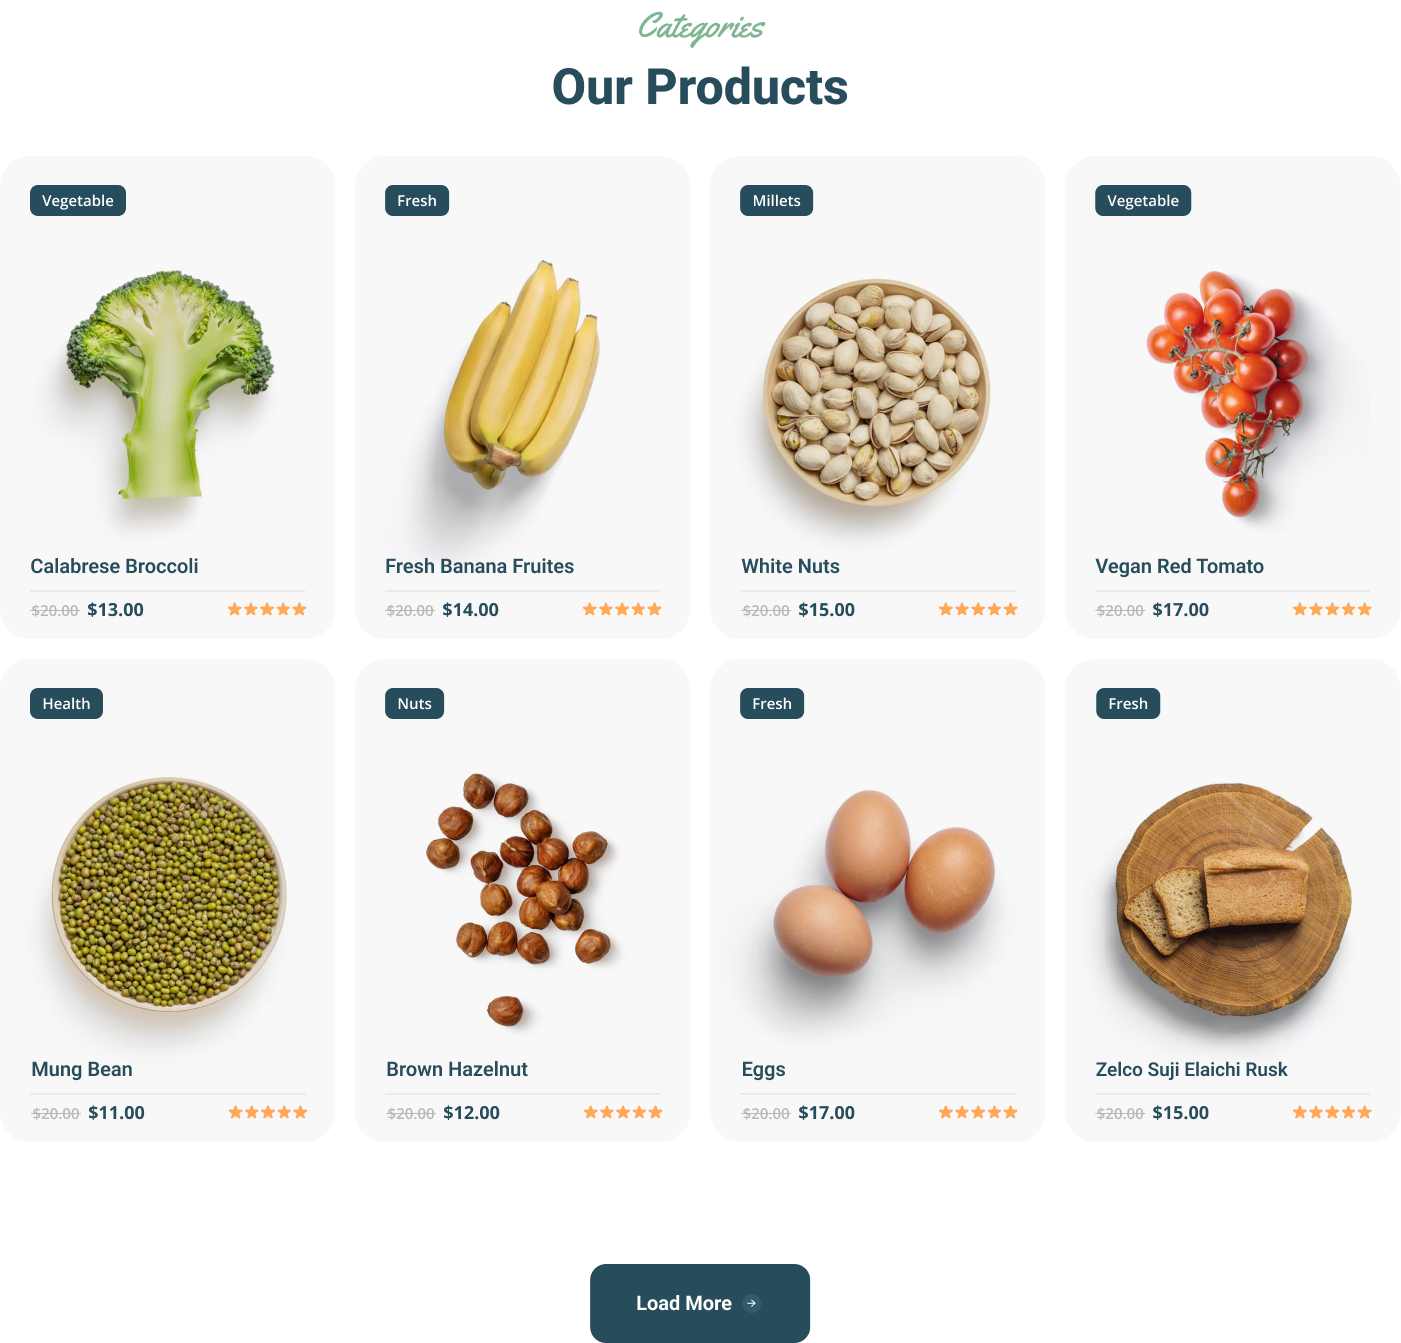 Categories
Our Products
Vegetable
Fresh
Millets
Vegetable
Calabrese Broccoli
Fresh Banana Fruites
White Nuts
Vegan Red Tomato
$20.00 $13.00
$20.00 $14.00
$20.00 $15.00
$20.00 $17.00
Health
Nuts
Fresh
Fresh
Mung Bean
Brown Hazelnut
Eggs
Zelco Suji Elaichi Rusk
$20.00 $11.00
$20.00 $12.00
$20.00 $17.00
$20.00 $15.00
Load More